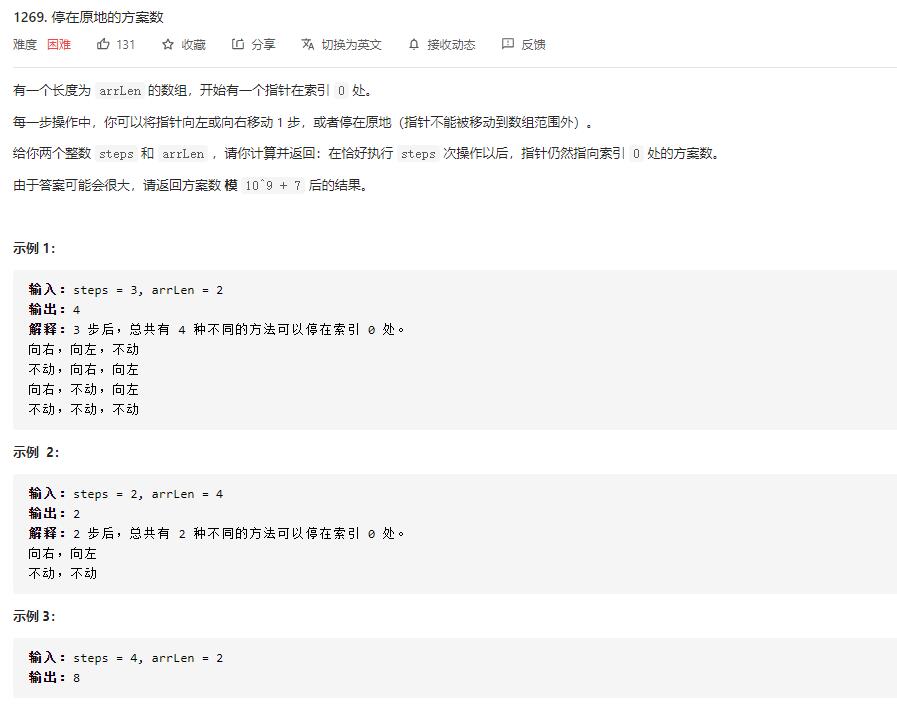 1269. 停在原地的方案数
难度 困难 131 收藏 分享 切换为英文 接收动态 反馈
有一个长度为 arrLen 的数组，开始有一个指针在索引 0 处。
每一步操作中，你可以将指针向左或向右移动 1 步，或者停在原地（指针不能被移动到数组范围外）。
给你两个整数 steps 和 arrLen ，请你计算并返回：在恰好执行 steps 次操作以后，指针仍然指向索引 0 处的方案数。
由于答案可能会很大，请返回方案数 模 10^9 + 7 后的结果。
示例 1：
输入：steps = 3, arrLen = 2
输出：4
解释：3 步后，总共有 4 种不同的方法可以停在索引 0 处。
向右，向左，不动
不动，向右，向左
向右，不动，向左
不动，不动，不动
示例 2：
输入：steps = 2, arrLen = 4
输出：2
解释：2 步后，总共有 2 种不同的方法可以停在索引 0 处。
向右，向左
不动，不动
示例 3：
输入：steps = 4, arrLen = 2
输出：8